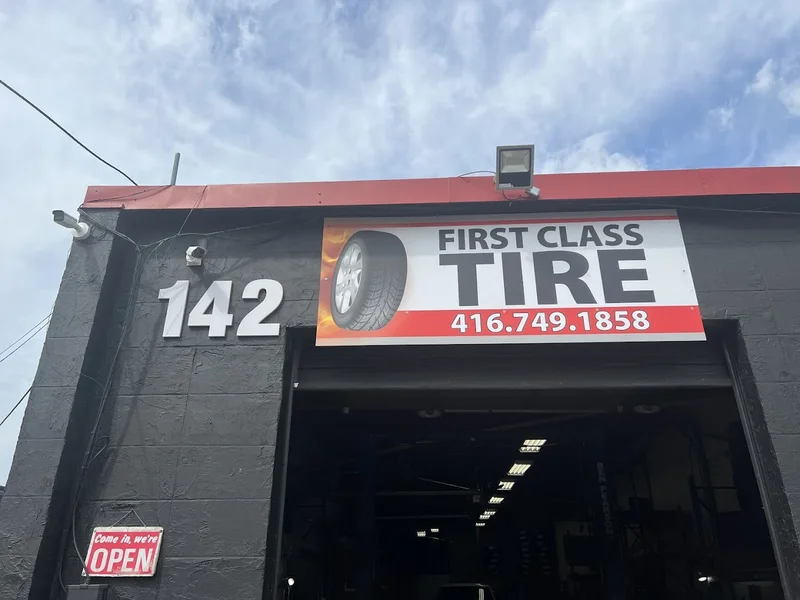 FIRST CLASS
TIRE
416.749.1858
142
Come in, we're
OPEN